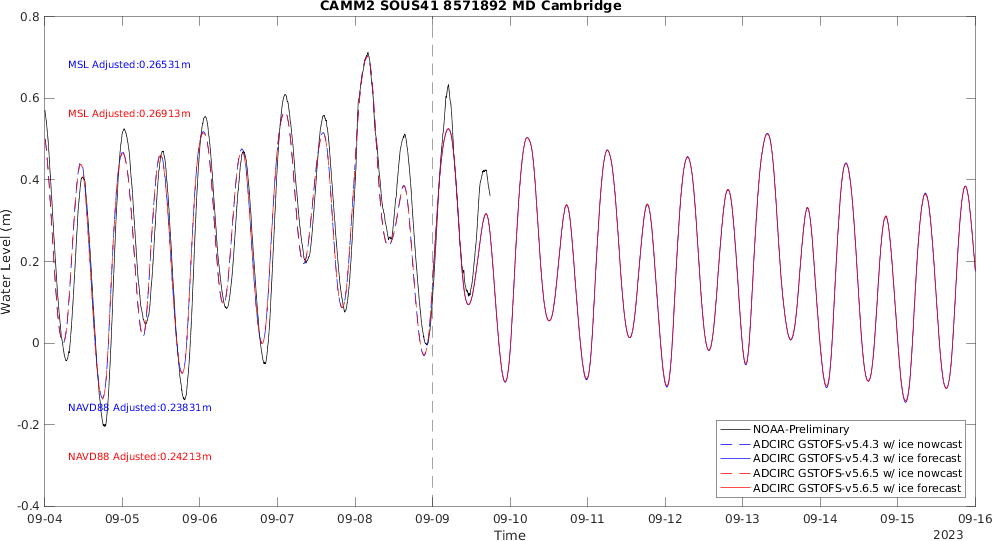 CAMM2 SOUS41 8571892 MD Cambridge
0.8
0.6
0.4
0.2
0
-0.2
-0.4
Water Level (m)
MSL Adjusted:0.26531m
MSL Adjusted:0.26913m
NAVD88 Adjusted:0.23831m
NAVD88 Adjusted:0.24213m
NOAA-Preliminary
ADCIRC GSTOFS-v5.4.3 w/ ice nowcast
ADCIRC GSTOFS-v5.4.3 w/ ice forecast
ADCIRC GSTOFS-v5.6.5 w/ ice nowcast
ADCIRC GSTOFS-v5.6.5 w/ ice forecast
09-04 09-05 09-06 09-07 09-08 09-09 09-10 09-11 09-12 09-13 09-14 09-15 09-16
Time
2023